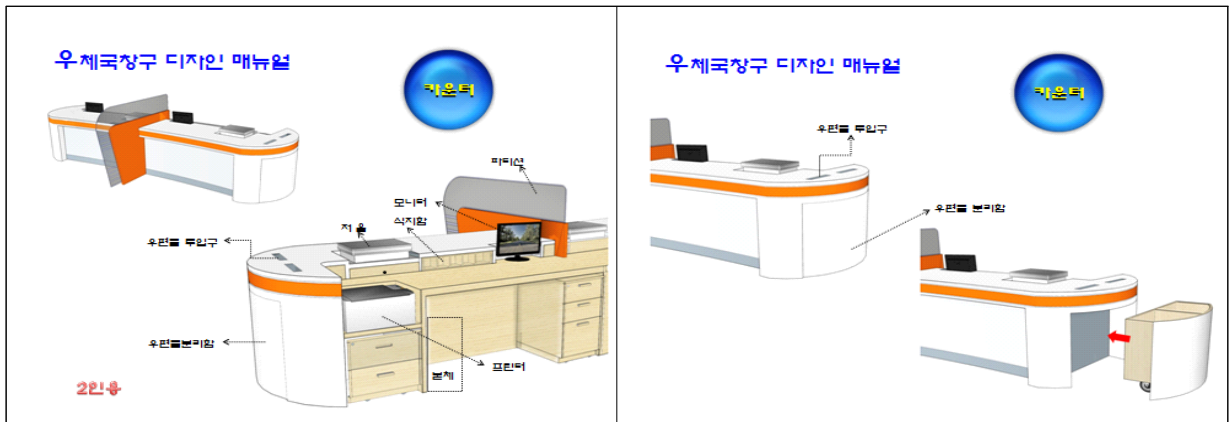 우체국창구 디자인 매뉴얼
카운터
파티션
모니터
식지함
저 울
우편물 투입구
우편물분리함
프린터
본체
2인용
우체국창구 디자인 매뉴얼
카운터
우편물 투입구
우편물 분리함